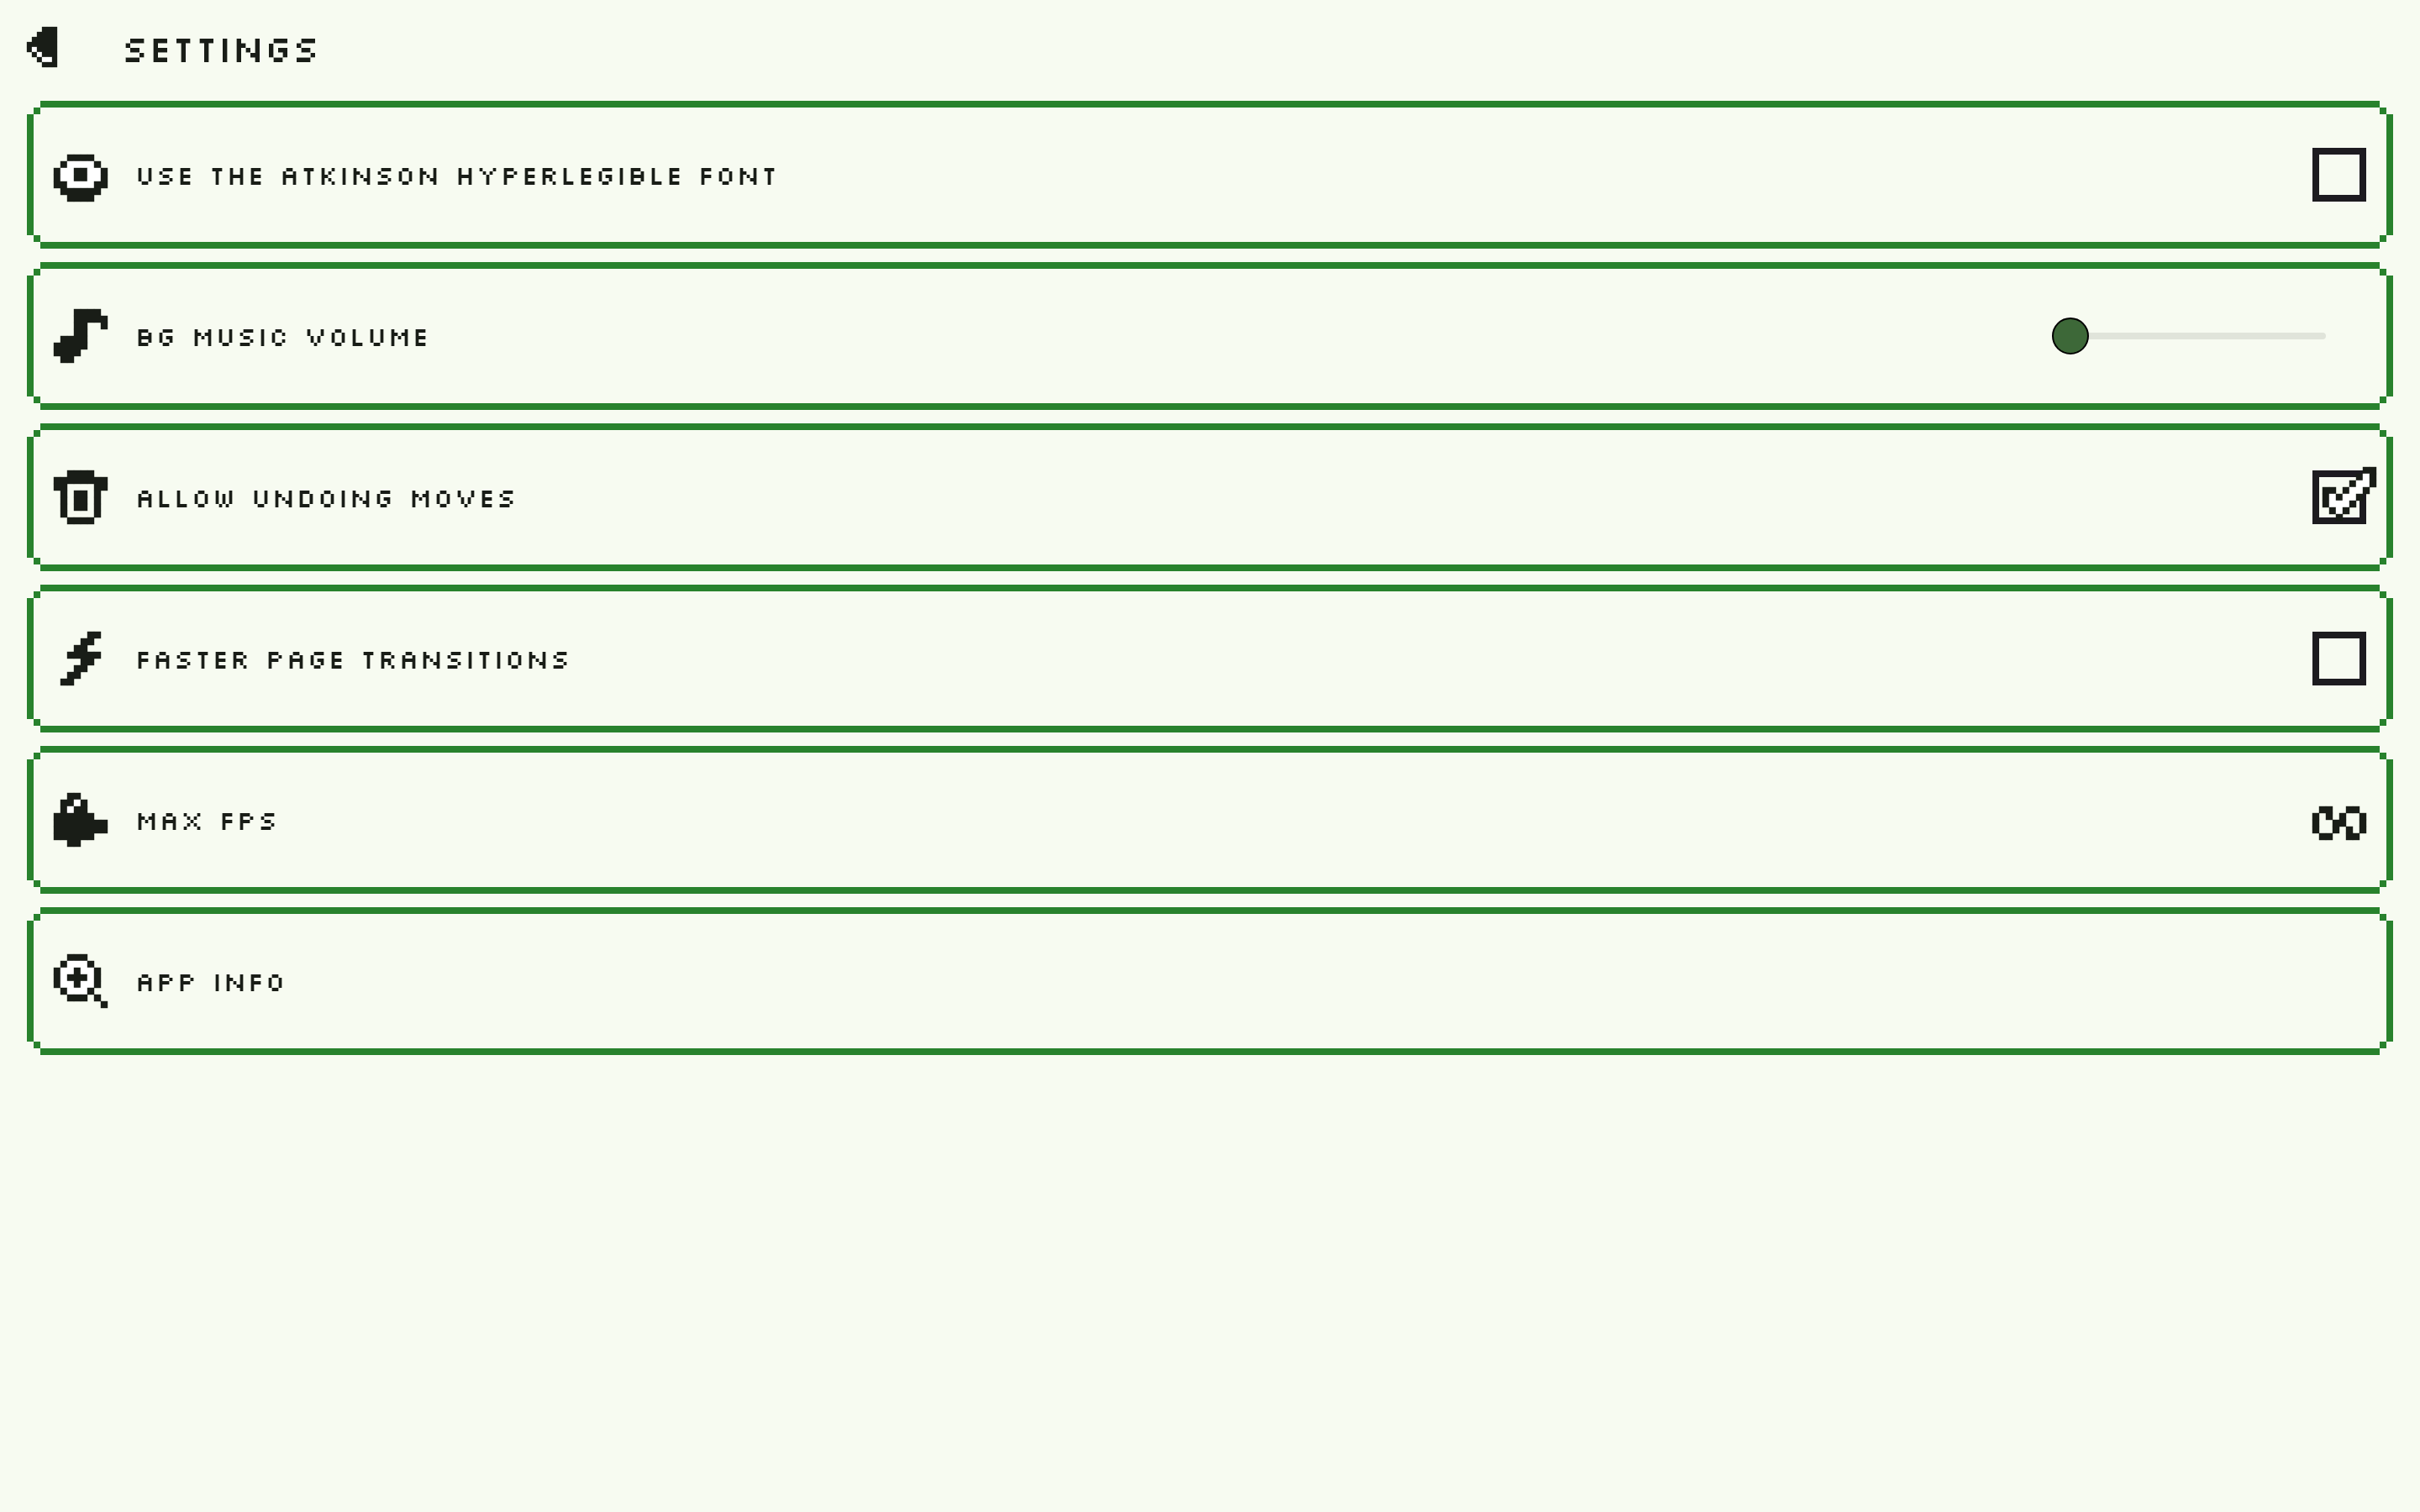 SETTINGS
USE THE ATKINSON HYPERLEGIBLE FONT
BG MUSIC VOLUME
ALLOW UNDOING MOVES
FASTER PAGE TRANSITIONS
MAX FPS
∞
APP INFO